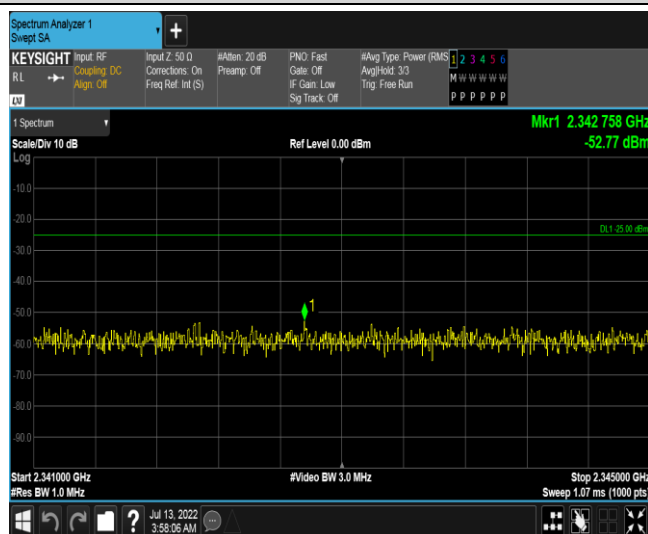 Spectrum Analyzer 1
Swept SA
+
KEYSIGHT Input: RF Input Z: 50 Ω #Atten: 20 dB PNO: Fast #Avg Type: Power (RMS 1 2 3 4 5 6
R L Coupling: DC Corrections: On Preamp: Off Gate: Off Avg|Hold: 3/3 M W W W W W
Align: Off Freq Ref: Int (S) IF Gain: Low Trig: Free Run
LXI Sig Track: Off P P P P P P
1 Spectrum Mkr1 2.342 758 GHz
Scale/Div 10 dB Ref Level 0.00 dBm -52.77 dBm
Log
-10.0
-20.0
DL1 -25.00 dBm
-30.0
-40.0
1
-50.0
-60.0
-70.0
-80.0
-90.0
Start 2.341000 GHz #Video BW 3.0 MHz Stop 2.345000 GHz
#Res BW 1.0 MHz Sweep 1.07 ms (1000 pts)
? Jul 13, 2022
3:58:06 AM